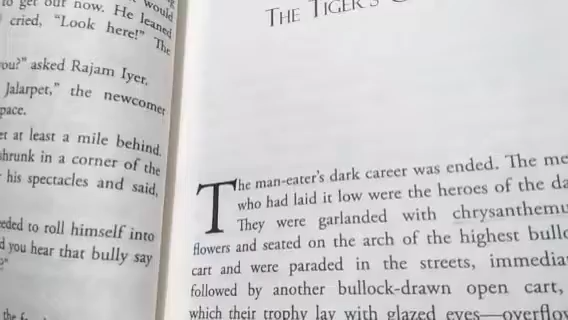 to get out now. He leaned
cried, "Look here!" The
you?" asked Rajam Iyer.
Jalarpet," the newcomer
pace.
at least a mile behind.
shrunk in a corner of the
his spectacles and said,
to roll himself into
you hear that bully say
THE TIGER'S
The man-eater's dark career was ended. The me
who had laid it low were the heroes of the da
They were garlanded with chrysanthemu
flowers and seated on the arch of the highest bullo
cart and were paraded in the streets, immedia
followed by another bullock-drawn open cart,
which their trophy lay with glazed eyes—overflow